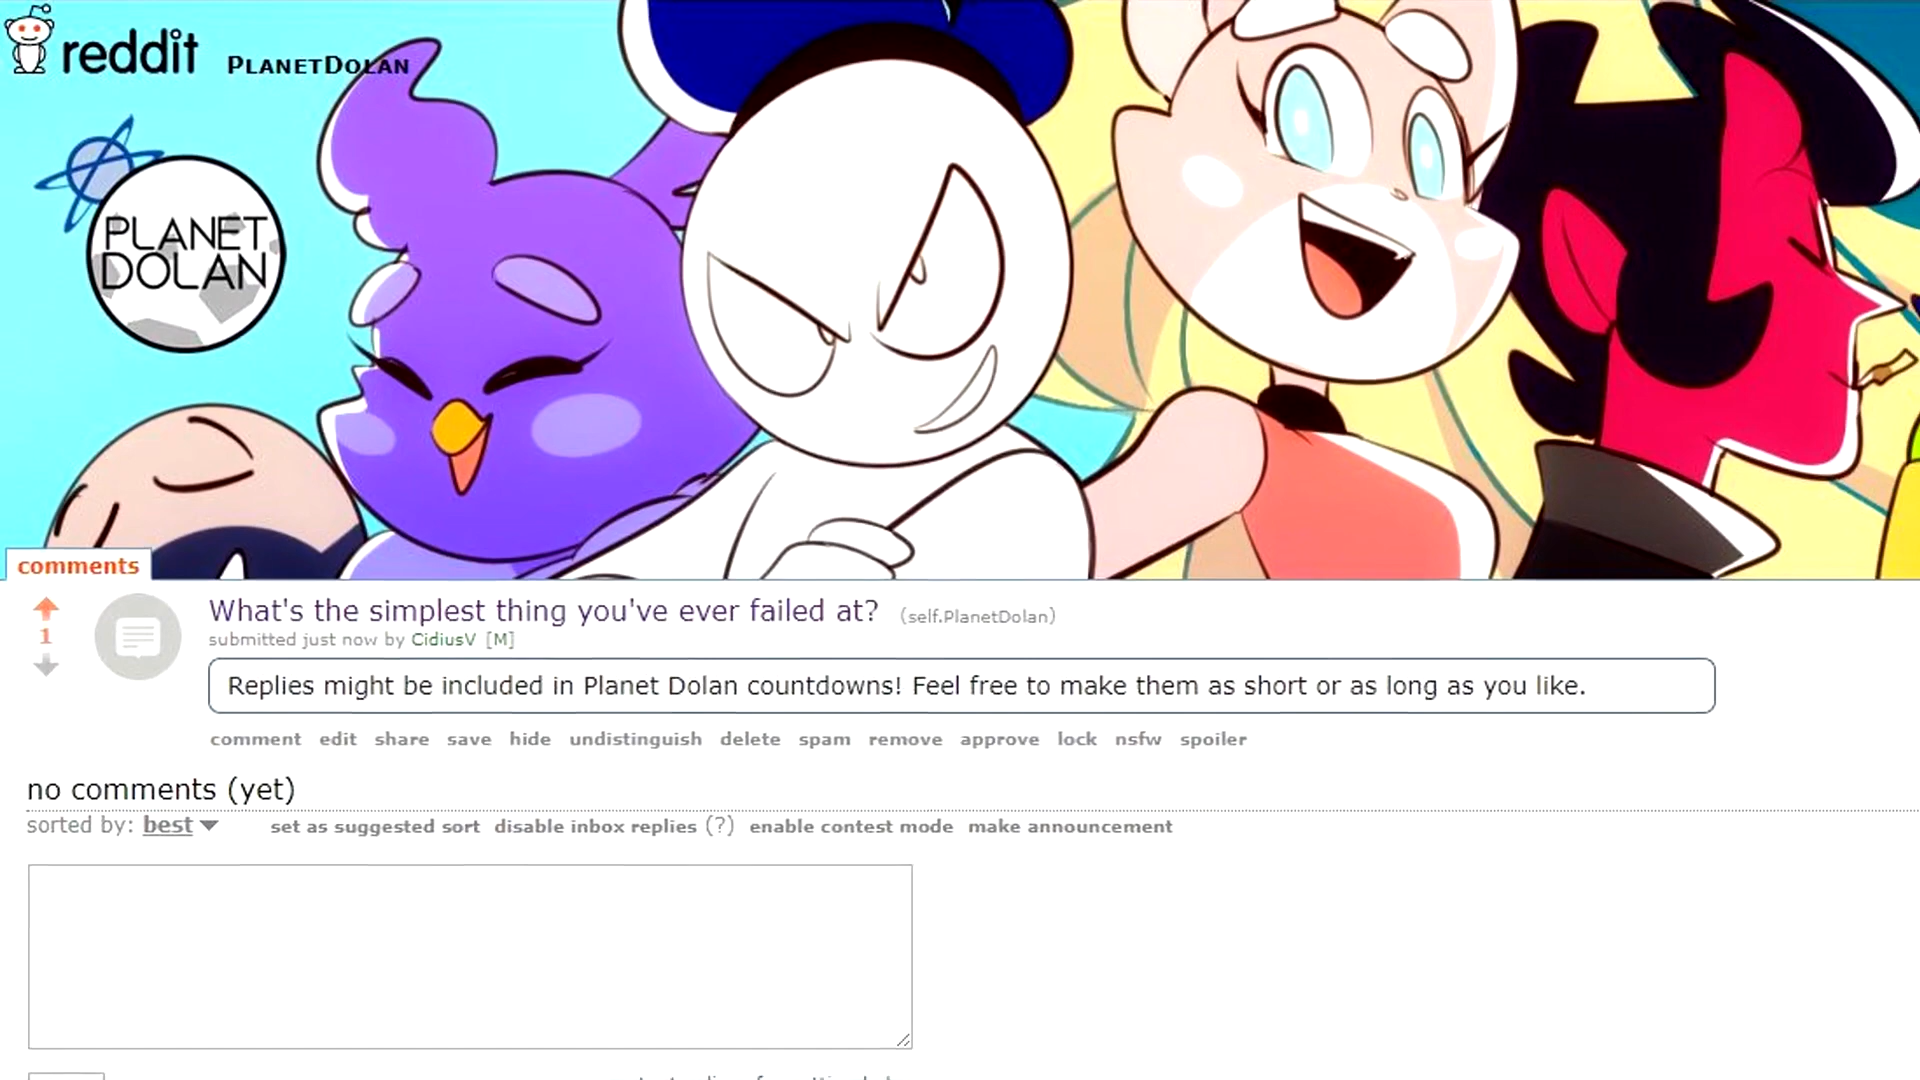 reddit PLANETDOLAN
PLANET
DOLAN
comments
What's the simplest thing you've ever failed at? (self.PlanetDolan)
1
submitted just now by CidiusV [M]
Replies might be included in Planet Dolan countdowns! Feel free to make them as short or as long as you like.
comment edit share save hide undistinguish delete spam remove approve lock nsfw spoiler
no comments (yet)
sorted by: best set as suggested sort disable inbox replies (?) enable contest mode make announcement